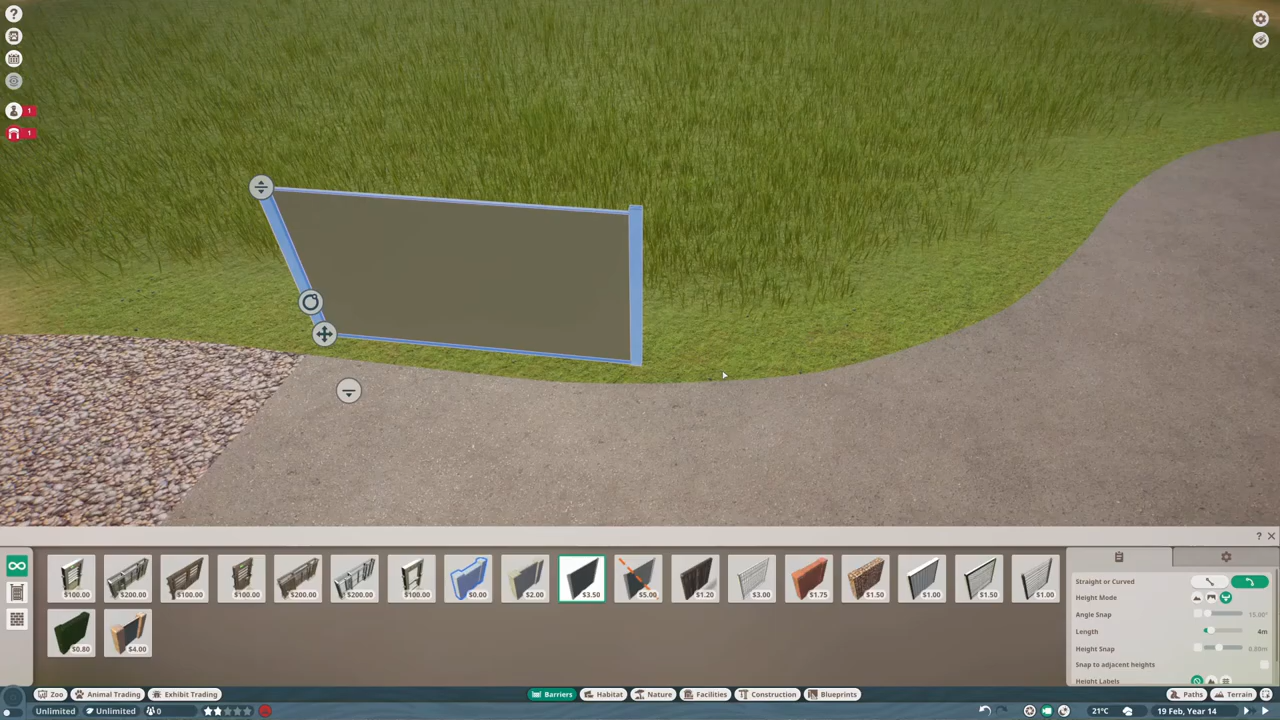 ?
1
1
? ×
$100.00 $200.00 $100.00 $100.00 $200.00 $200.00 $100.00 $0.00 $2.00 $3.50 $5.00 $1.20 $3.00 $1.75 $1.50 $1.00 $1.50 $1.00
$0.80 $4.00
Straight or Curved
Height Mode
Angle Snap 15.00°
Length 4m
Height Snap 0.80m
Snap to adjacent heights
Height Labels
Zoo Animal Trading Exhibit Trading Barriers Habitat Nature Facilities Construction Blueprints Paths Terrain
Unlimited Unlimited 0 21°C 19 Feb, Year 14